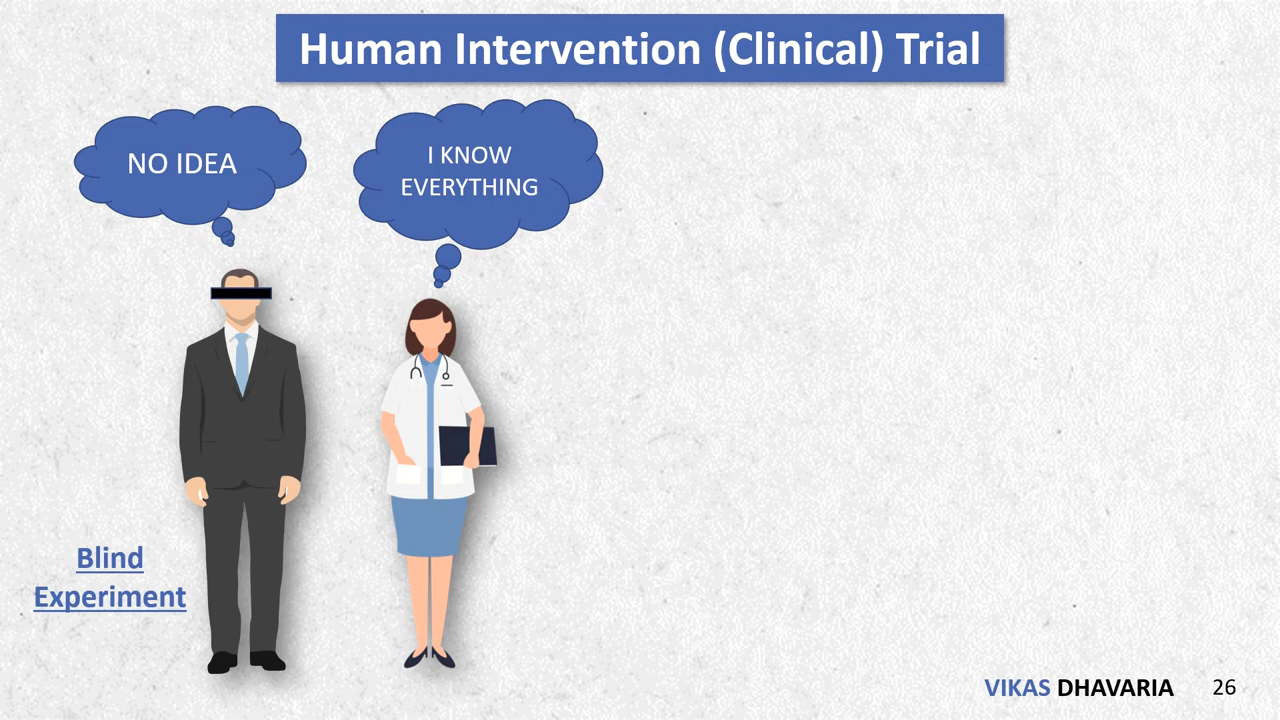 Human Intervention (Clinical) Trial
NO IDEA
I KNOW
EVERYTHING
Blind
Experiment
VIKAS DHAVARIA 26